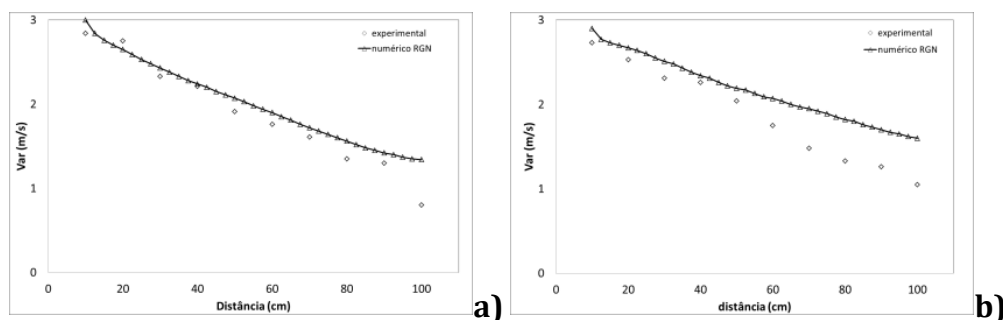 3
2
1
0
Var (m/s)
0
20
40
60
80
100
Distância (cm)
experimental
numérico RGN
a)
3
2
1
0
Var (m/s)
0
20
40
60
80
100
distância (cm)
experimental
numérico RGN
b)